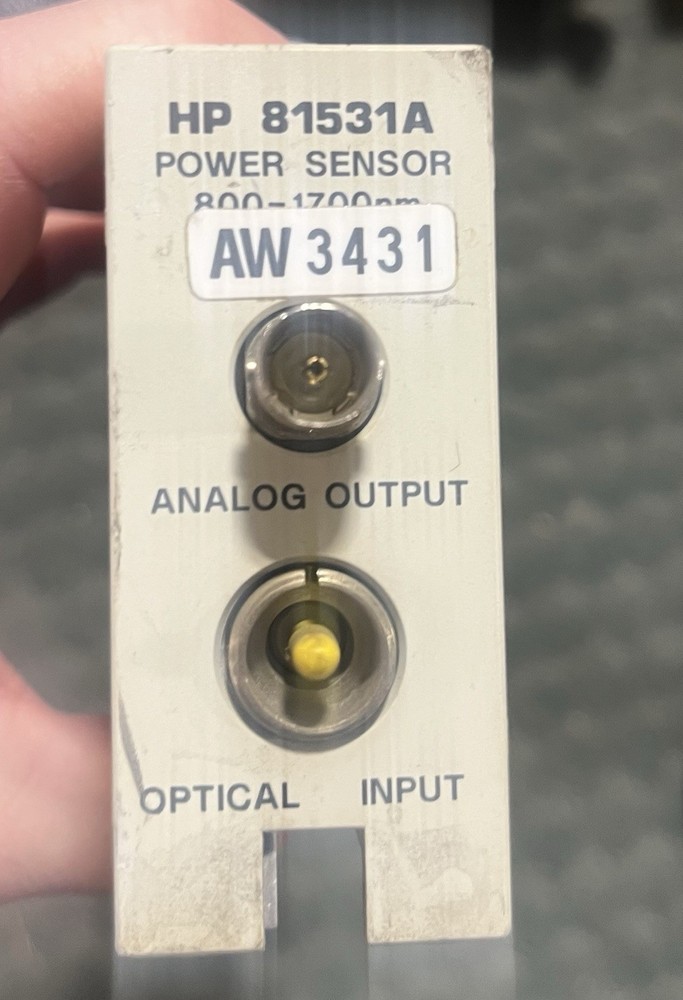 HP 81531A
POWER SENSOR
800-1700nm
AW 3431
ANALOG OUTPUT
OPTICAL INPUT